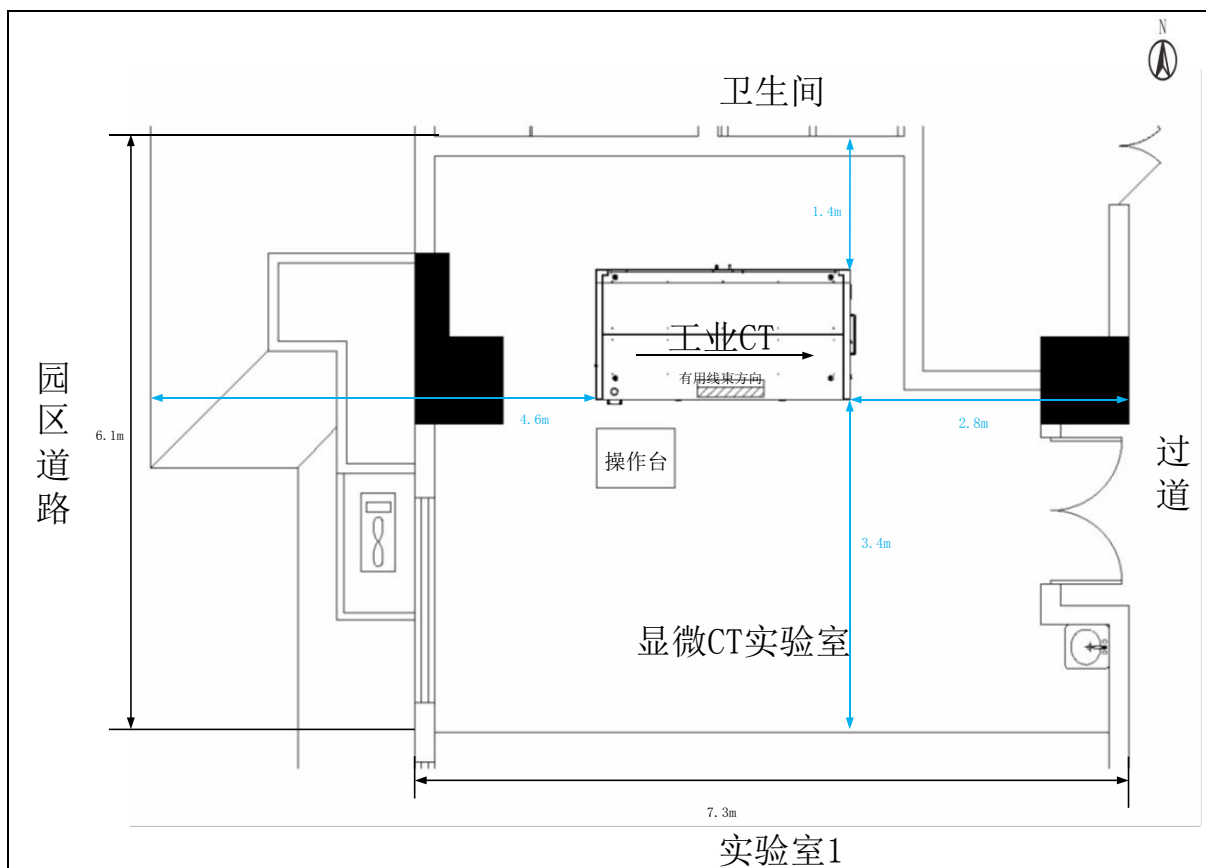 N
卫生间
1.4m
工业CT
有用线束方向
园区道路
6.1m
4.6m
2.8m
操作台
过道
3.4m
显微CT实验室
7.3m
实验室1